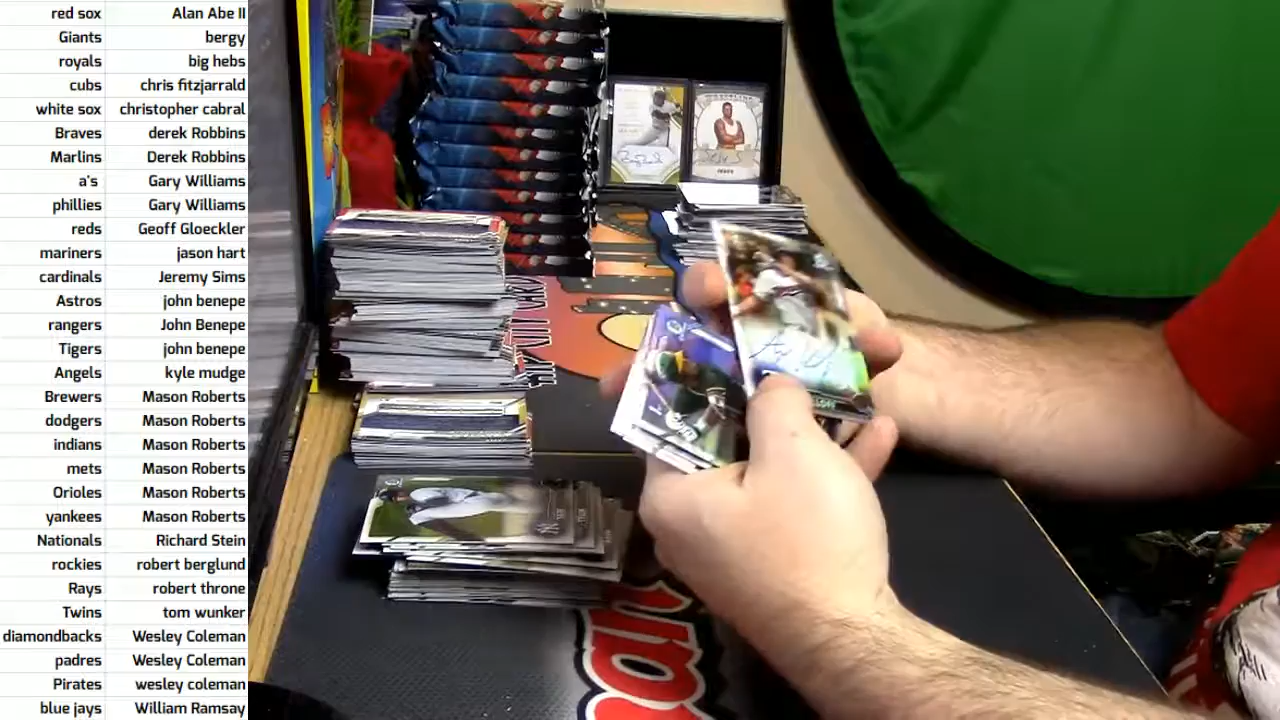 red sox Alan Abe II
Giants bergy
royals big hebs
cubs chris fitzjarrald
white sox christopher cabral
Braves derek Robbins
Marlins Derek Robbins
a's Gary Williams
phillies Gary Williams
reds Geoff Gloeckler
mariners jason hart
cardinals Jeremy Sims
Astros john benepe
rangers John Benepe
Tigers john benepe
Angels kyle mudge
Brewers Mason Roberts
dodgers Mason Roberts
indians Mason Roberts
mets Mason Roberts
Orioles Mason Roberts
yankees Mason Roberts
Nationals Richard Stein
rockies robert berglund
Rays robert throne
Twins tom wunker
diamondbacks Wesley Coleman
padres Wesley Coleman
Pirates wesley coleman
blue jays William Ramsay